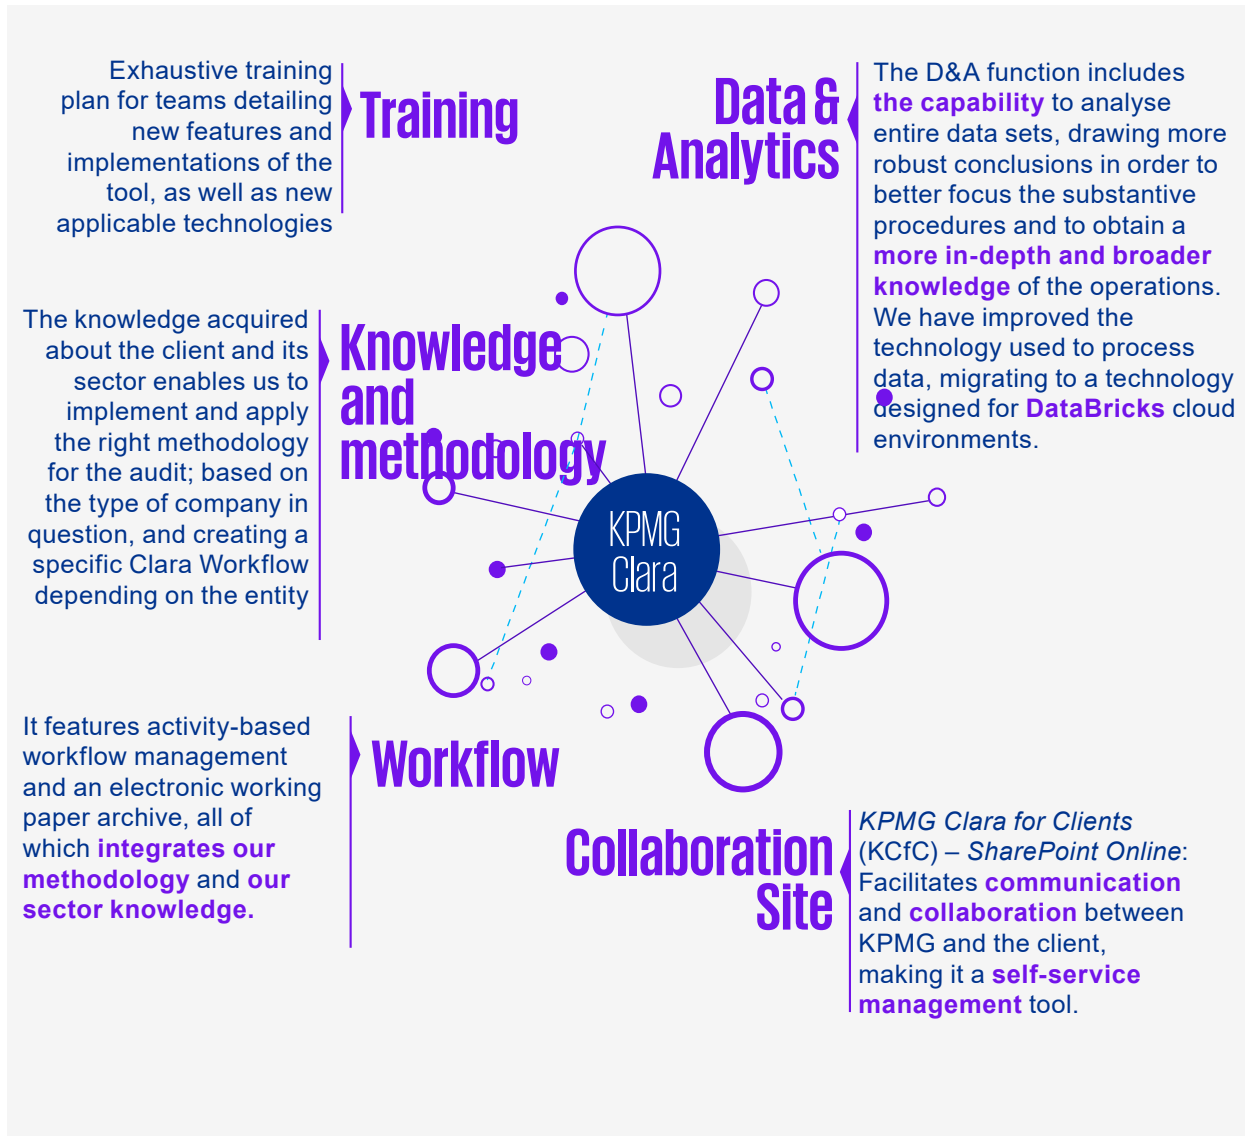 Exhaustive training
plan for teams detailing
new features and
implementations of the
tool, as well as new
applicable technologies
Training
Data &
Analytics
The D&A function includes
the capability to analyse
entire data sets, drawing more
robust conclusions in order to
better focus the substantive
procedures and to obtain a
more in-depth and broader
knowledge of the operations.
We have improved the
technology used to process
data, migrating to a technology
designed for DataBricks cloud
environments.
The knowledge acquired
about the client and its
sector enables us to
implement and apply
the right methodology
for the audit; based on
the type of company in
question, and creating a
specific Clara Workflow
depending on the entity
Knowledge
and
methodology
KPMG
Clara
It features activity-based
workflow management
and an electronic working
paper archive, all of
which integrates our
methodology and our
sector knowledge.
Workflow
Collaboration
Site
KPMG Clara for Clients
(KCfC) – SharePoint Online:
Facilitates communication
and collaboration between
KPMG and the client,
making it a self-service
management tool.